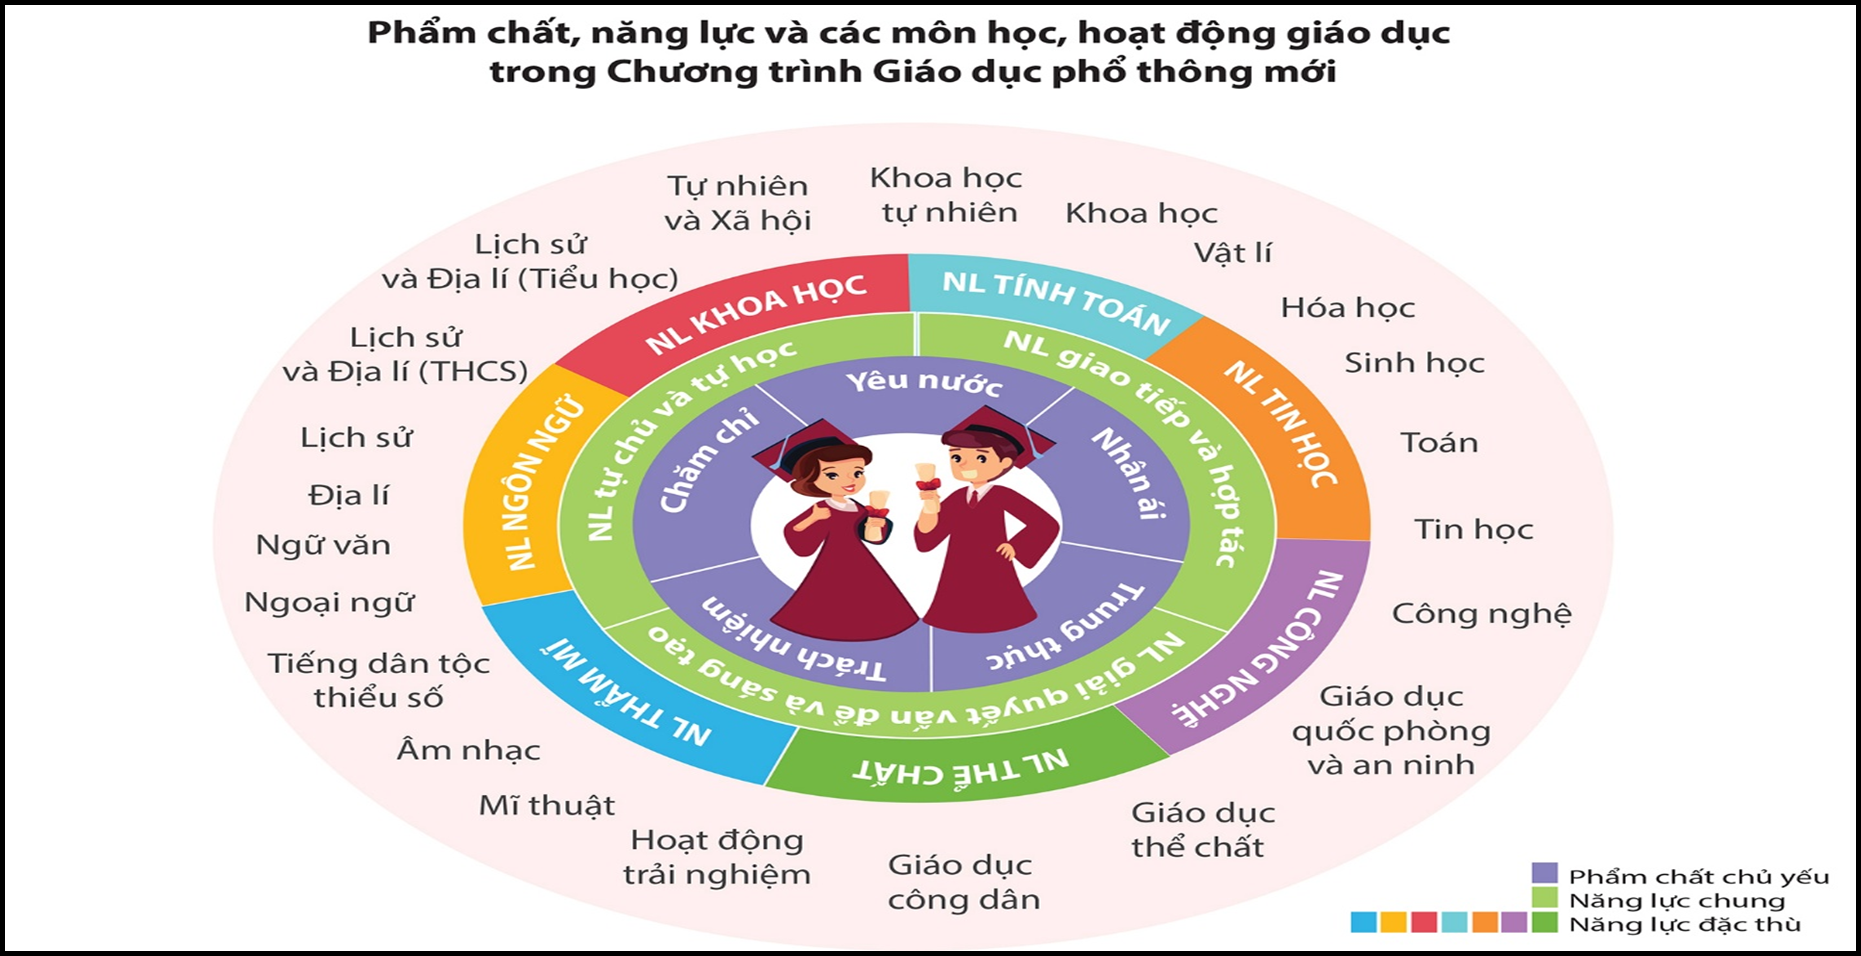 Phẩm chất, năng lực và các môn học, hoạt động giáo dục
trong Chương trình Giáo dục phổ thông mới
Tự nhiên
và Xã hội
Khoa học
tự nhiên
Khoa học
Vật lí
Hóa học
Sinh học
Toán
Tin học
Công nghệ
Giáo dục
quốc phòng
và an ninh
Giáo dục
thể chất
Giáo dục
công dân
Hoạt động
trải nghiệm
Mĩ thuật
Âm nhạc
Tiếng dân tộc
thiểu số
Ngoại ngữ
Ngữ văn
Địa lí
Lịch sử
Lịch sử
và Địa lí (THCS)
Lịch sử
và Địa lí (Tiểu học)
NL KHOA HỌC
NL TÍNH TOÁN
NL TIN HỌC
NL CÔNG NGHỆ
NL THỂ CHẤT
NL THẨM MĨ
NL NGÔN NGỮ
NL tự chủ và tự học
NL giao tiếp và hợp tác
NL giải quyết vấn đề và sáng tạo
Yêu nước
Nhân ái
Trung thực
Trách nhiệm
Chăm chỉ
Phẩm chất chủ yếu
Năng lực chung
Năng lực đặc thù